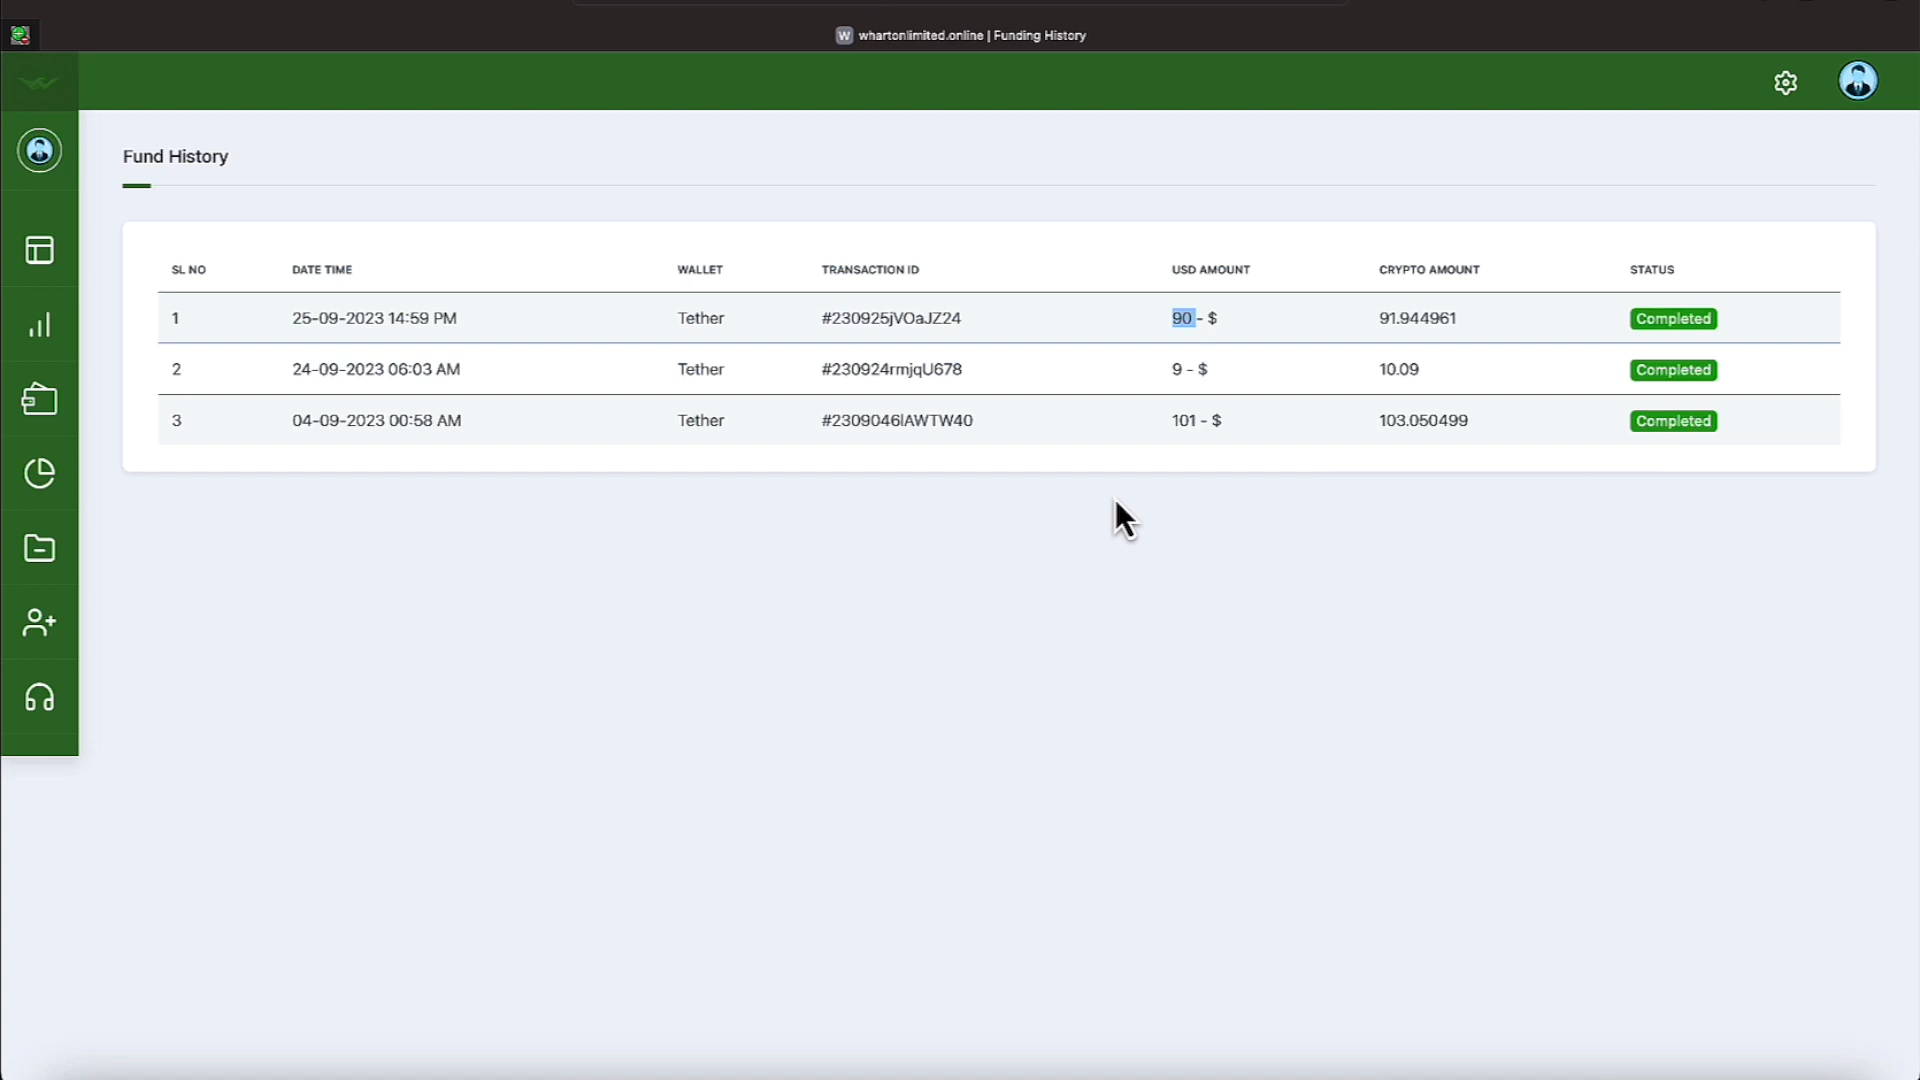 W whartonlimited.online | Funding History
Fund History
SL NO DATE TIME WALLET TRANSACTION ID USD AMOUNT CRYPTO AMOUNT STATUS
1 25-09-2023 14:59 PM Tether #230925jVOaJZ24 90 - $ 91.944961 Completed
2 24-09-2023 06:03 AM Tether #230924rmjqU678 9 - $ 10.09 Completed
3 04-09-2023 00:58 AM Tether #2309046lAWTW40 101 - $ 103.050499 Completed